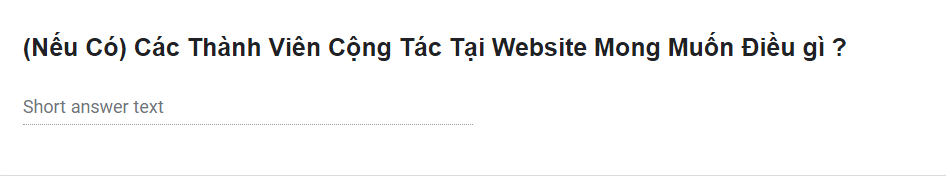 (Nếu Có) Các Thành Viên Cộng Tác Tại Website Mong Muốn Điều gì ?
Short answer text